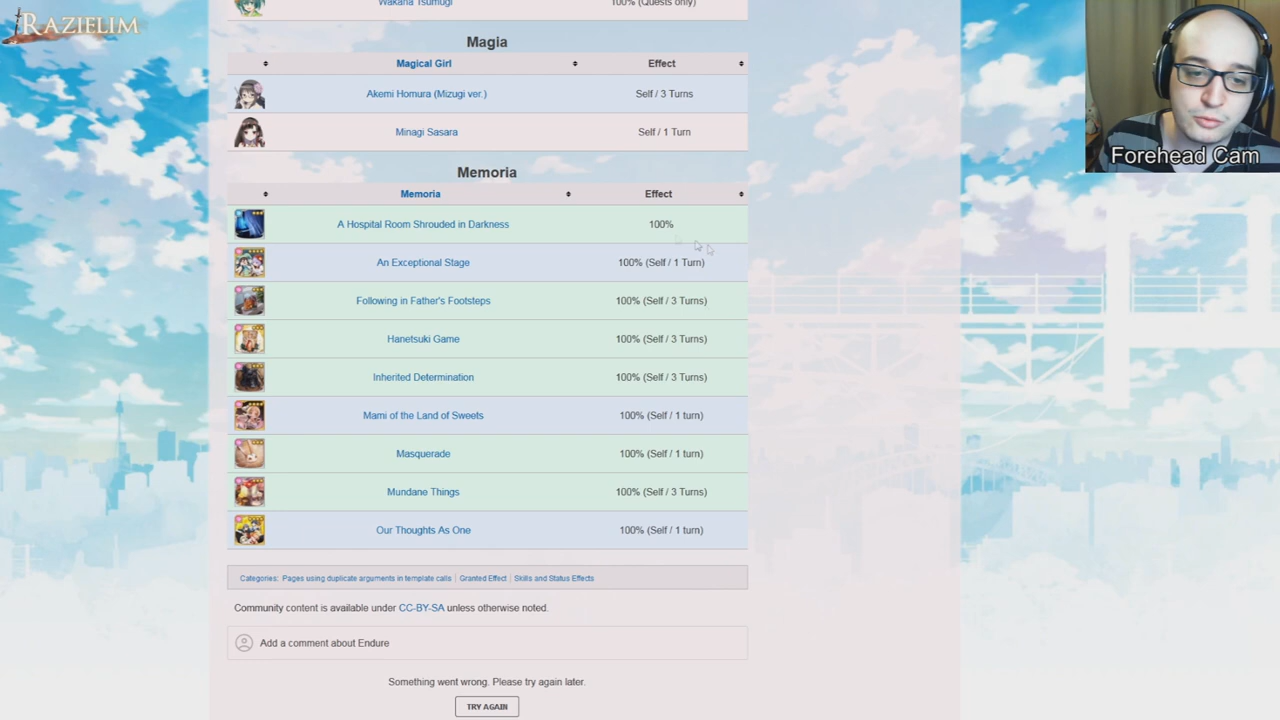 RAZIELIM
Wakana Tsumugi 100% (Quests only)
Magia
Magical Girl Effect
Akemi Homura (Mizugi ver.) Self / 3 Turns
Minagi Sasara Self / 1 Turn
Memoria
Memoria Effect
A Hospital Room Shrouded in Darkness 100%
An Exceptional Stage 100% (Self / 1 Turn)
Following in Father's Footsteps 100% (Self / 3 Turns)
Hanetsuki Game 100% (Self / 3 Turns)
Inherited Determination 100% (Self / 3 Turns)
Mami of the Land of Sweets 100% (Self / 1 turn)
Masquerade 100% (Self / 1 turn)
Mundane Things 100% (Self / 3 Turns)
Our Thoughts As One 100% (Self / 1 turn)
Categories: Pages using duplicate arguments in template calls | Granted Effect | Skills and Status Effects
Community content is available under CC-BY-SA unless otherwise noted.
Add a comment about Endure
Something went wrong. Please try again later.
TRY AGAIN
Forehead Cam